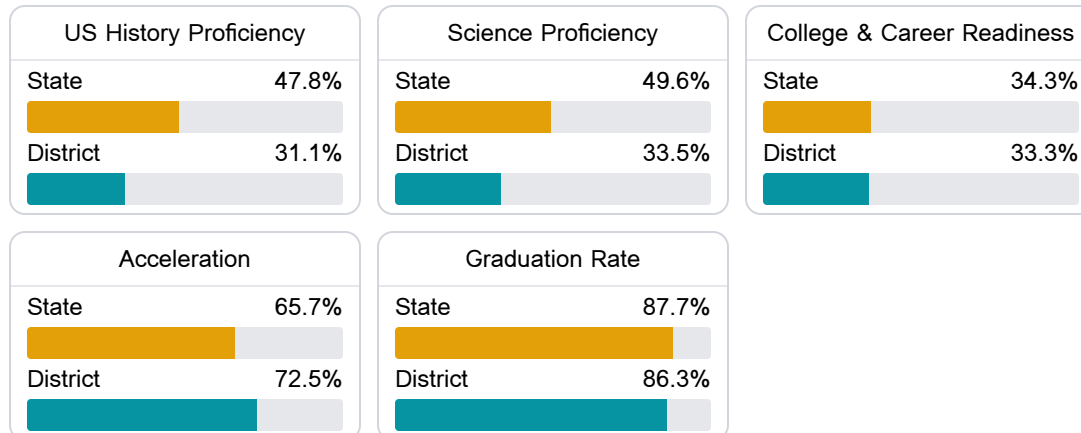 US History Proficiency
State 47.8%
District 31.1%
Science Proficiency
State 49.6%
District 33.5%
College & Career Readiness
State 34.3%
District 33.3%
Acceleration
State 65.7%
District 72.5%
Graduation Rate
State 87.7%
District 86.3%